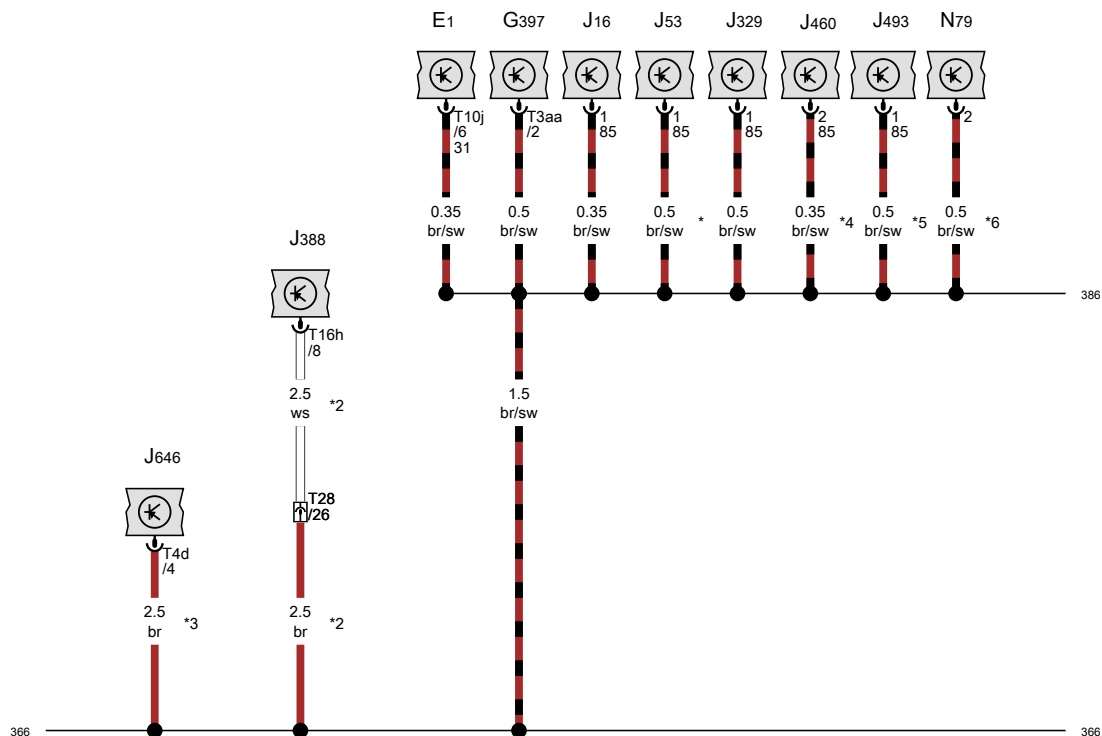 E1 G397 J16 J53 J329 J460 J493 N79
T10j T3aa 1 1 1 2 1 2
/6 /2 85 85 85 85 85
31
0.35 0.5 0.35 0.5 0.5 0.35 0.5 0.5
br/sw br/sw br/sw br/sw * br/sw br/sw *4 br/sw *5 br/sw *6
J388
386
T16h
/8
2.5 1.5
ws *2 br/sw
J646
T28
/26
T4d
/4
2.5 2.5
br *3 br *2
366 366